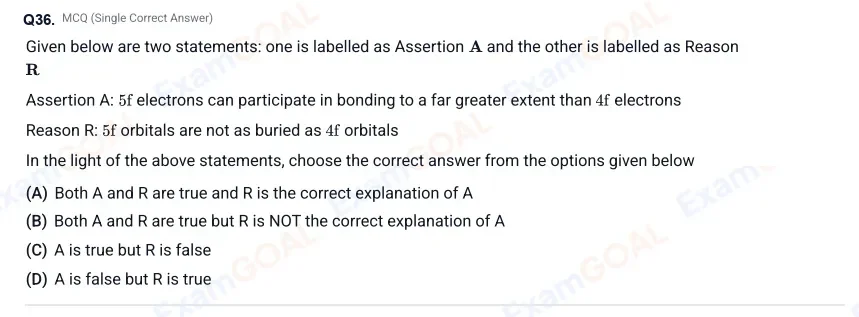 Q36. MCQ (Single Correct Answer)
Given below are two statements: one is labelled as Assertion A and the other is labelled as Reason
R
Assertion A: 5f electrons can participate in bonding to a far greater extent than 4f electrons
Reason R: 5f orbitals are not as buried as 4f orbitals
In the light of the above statements, choose the correct answer from the options given below
(A) Both A and R are true and R is the correct explanation of A
(B) Both A and R are true but R is NOT the correct explanation of A
(C) A is true but R is false
(D) A is false but R is true